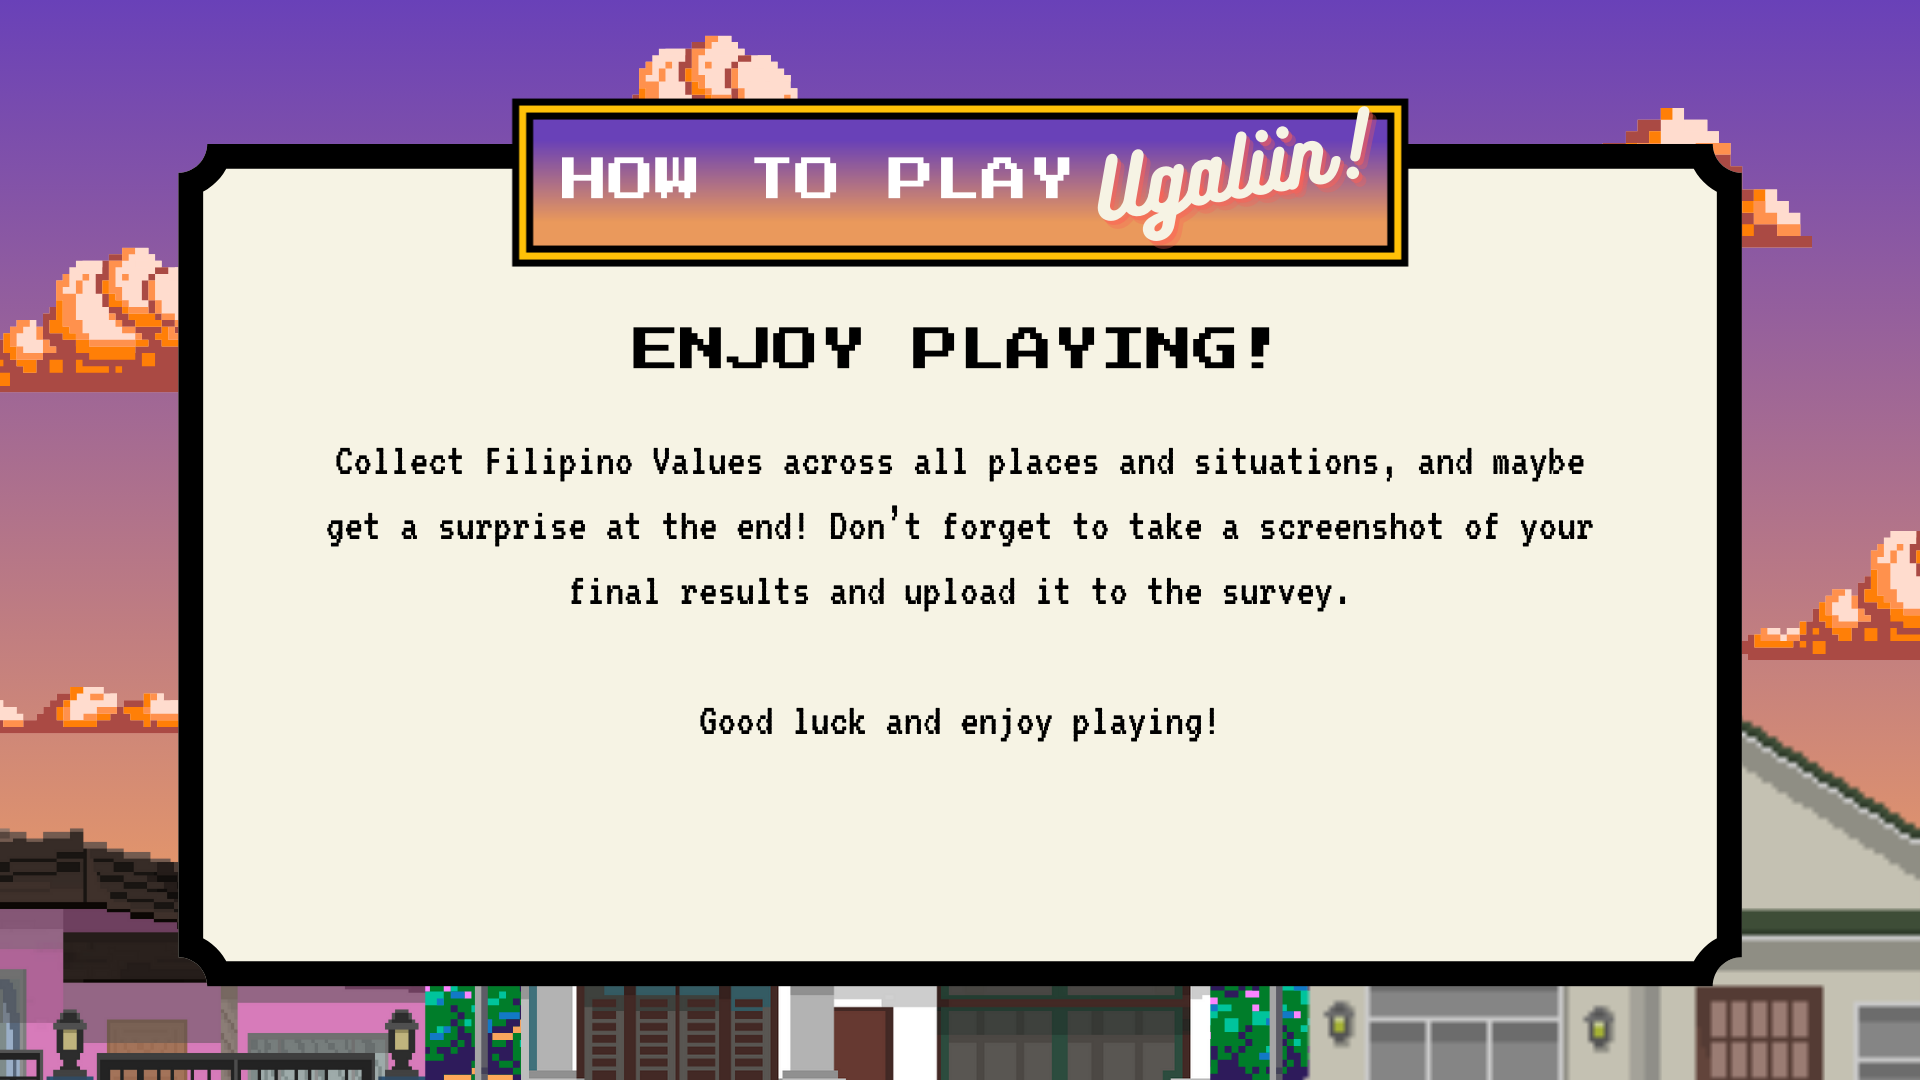 HOW TO PLAY Ugaliin!
ENJOY PLAYING!
Collect Filipino Values across all places and situations, and maybe
get a surprise at the end! Don't forget to take a screenshot of your
final results and upload it to the survey.
Good luck and enjoy playing!